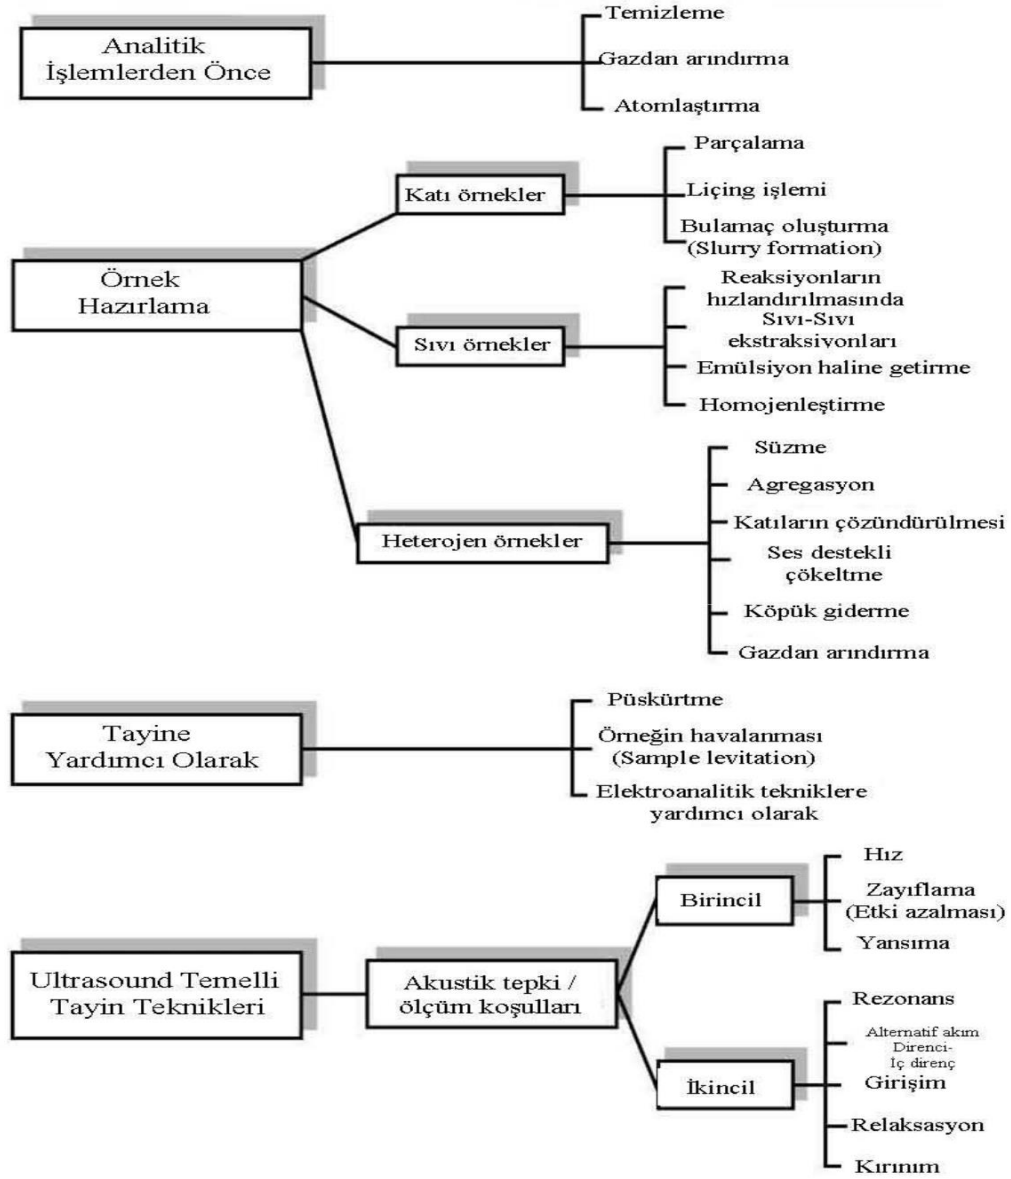 Analitik
İşlemlerden Önce
Temizleme
Gazdan arındırma
Atomlaştırma
Örnek
Hazırlama
Katı örnekler
Parçalama
Liçing işlemi
Bulamaç oluşturma
(Slurry formation)
Sıvı örnekler
Reaksiyonların
hızlandırılmasında
Sıvı-Sıvı
ekstraksivonları
Emülsiyon haline getirme
Homojenleştirme
Heterojen örnekler
Süzme
Agregasyon
Katıların çözündürülmesi
Ses destekli
çökeltme
Köpük giderme
Gazdan arındırma
Tayine
Yardımcı Olarak
Püskürtme
Örneğin havalanması
(Sample levitation)
Elektroanalitik tekniklere
yardımcı olarak
Ultrasound Temelli
Tayin Teknikleri
Akustik tepki /
ölçüm koşulları
Birincil
Hız
Zayıflama
(Etki azalması)
Yansıma
İkincil
Rezonans
Alternatif akım
Direnci-
İç direnç
Girişim
Relaksasyon
Kırınım